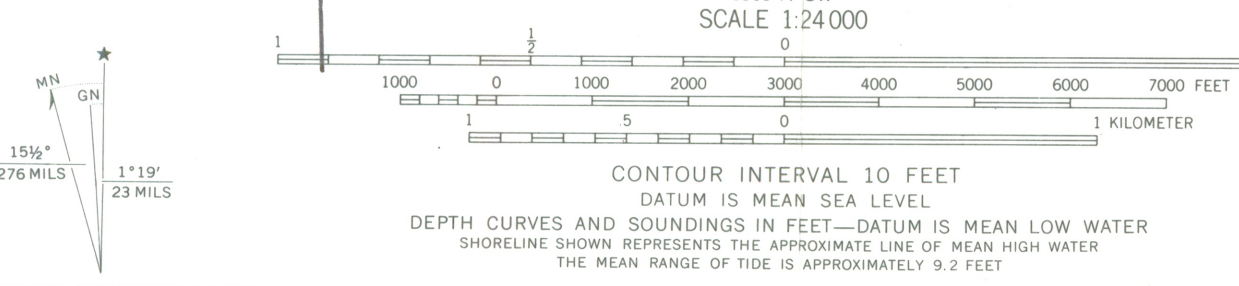 SCALE 1:24 000
1 ½ 0
1000 0 1000 2000 3000 4000 5000 6000 7000 FEET
1 .5 0 1 KILOMETER
CONTOUR INTERVAL 10 FEET
DATUM IS MEAN SEA LEVEL
DEPTH CURVES AND SOUNDINGS IN FEET—DATUM IS MEAN LOW WATER
SHORELINE SHOWN REPRESENTS THE APPROXIMATE LINE OF MEAN HIGH WATER
THE MEAN RANGE OF TIDE IS APPROXIMATELY 9.2 FEET
★
MN
GN
15½°
276 MILS
1°19′
23 MILS